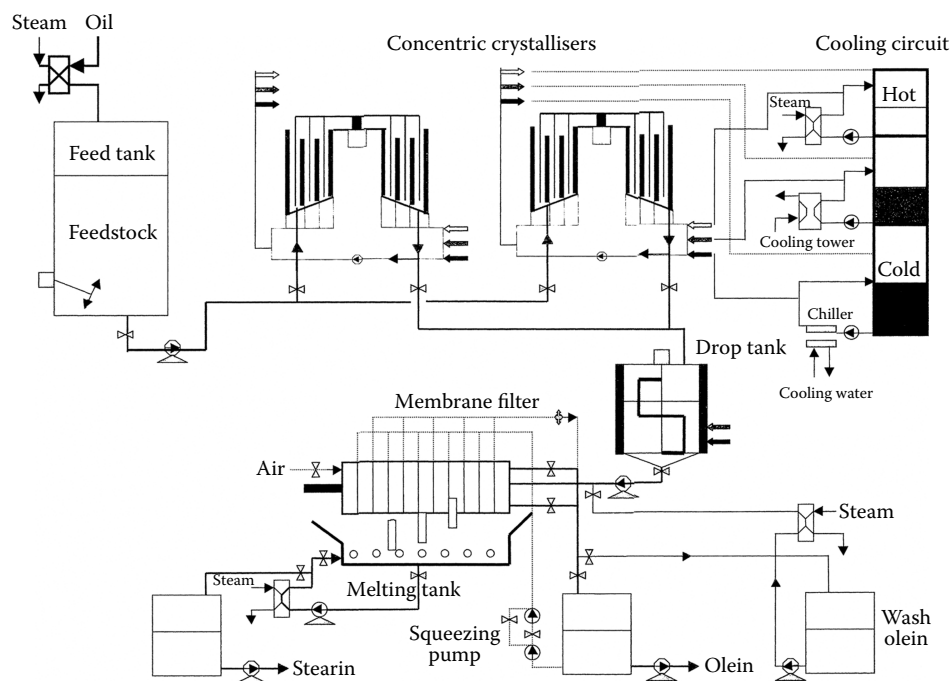 Steam Oil
Concentric crystallisers
Cooling circuit
Hot
Steam
Feed tank
Feedstock
Cooling tower
Cold
Chiller
Cooling water
Drop tank
Membrane filter
Air
Steam
Steam
Melting tank
Squeezing
pump
Wash
olein
Stearin
Olein